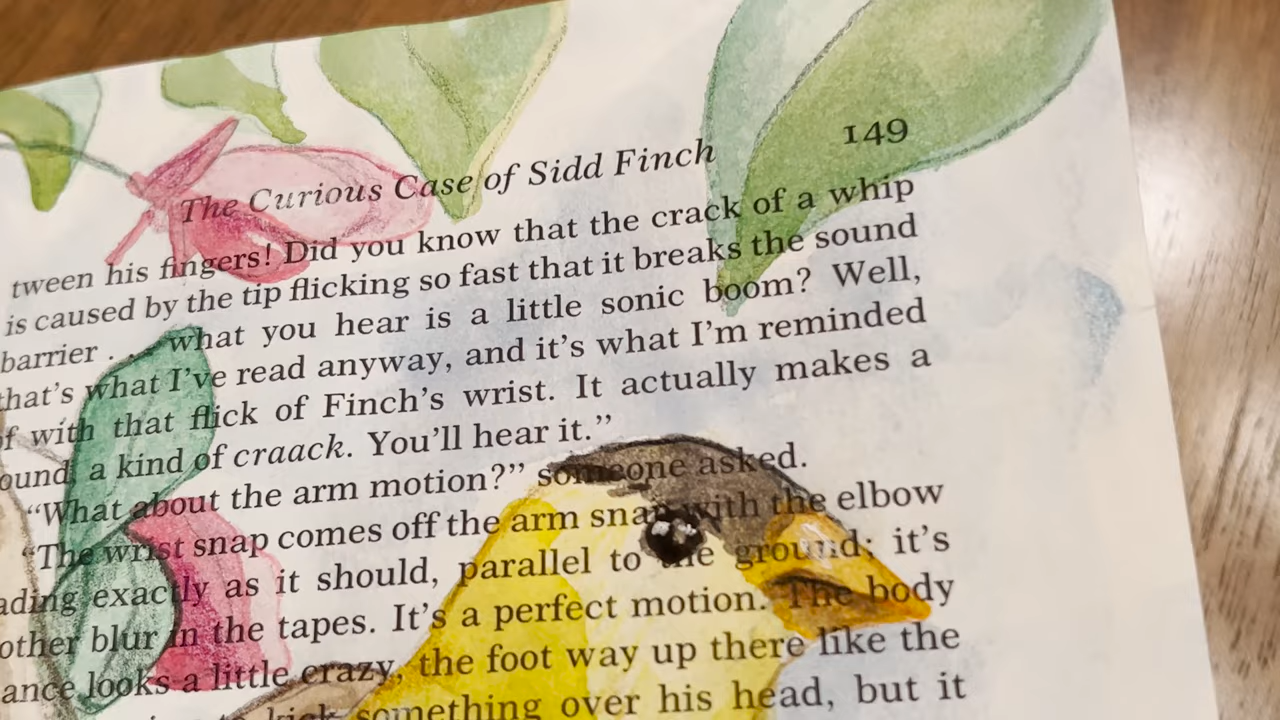 149
The Curious Case of Sidd Finch
tween his fingers! Did you know that the crack of a whip
is caused by the tip flicking so fast that it breaks the sound
barrier . . . what you hear is a little sonic boom? Well,
that's what I've read anyway, and it's what I'm reminded
f with that flick of Finch's wrist. It actually makes a
ound, a kind of craack. You'll hear it.”
“What about the arm motion?” someone asked.
“The wrist snap comes off the arm snap with the elbow
ading exactly as it should, parallel to the ground; it's
other blur in the tapes. It's a perfect motion. The body
ance looks a little crazy, the foot way up there like the
to kick something over his head, but it